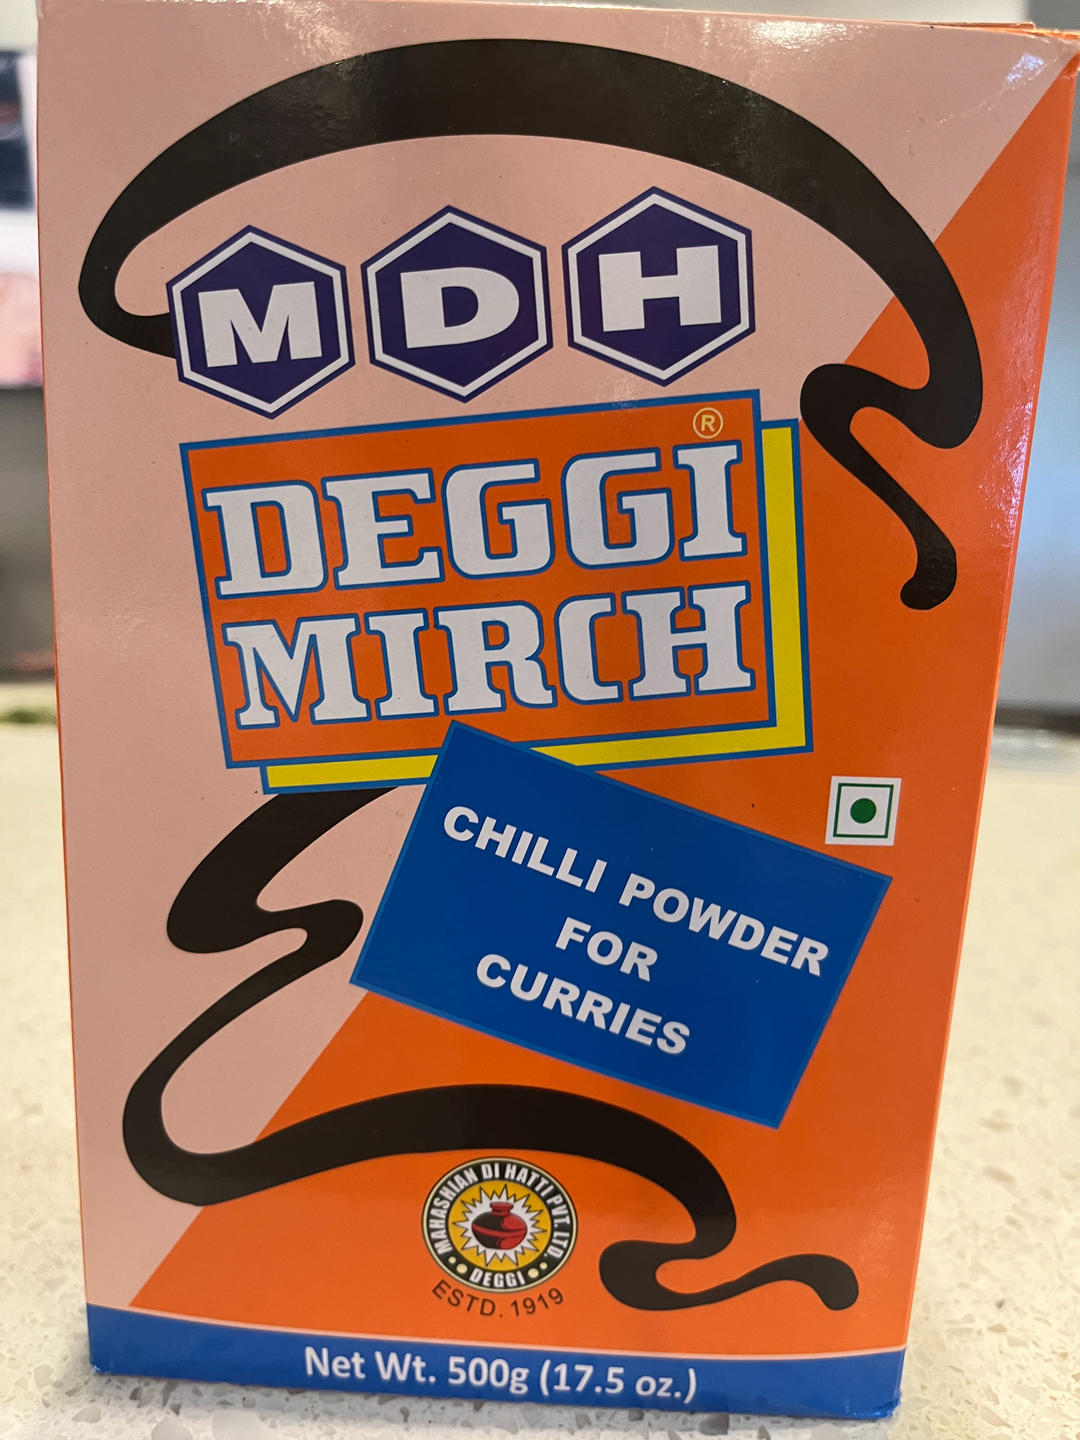 MDH
DEGGI ®
MIRCH
CHILLI POWDER
FOR
CURRIES
MAHASHIAN DI HATTI PVT. LTD.
DEGGI
ESTD. 1919
Net Wt. 500g (17.5 oz.)